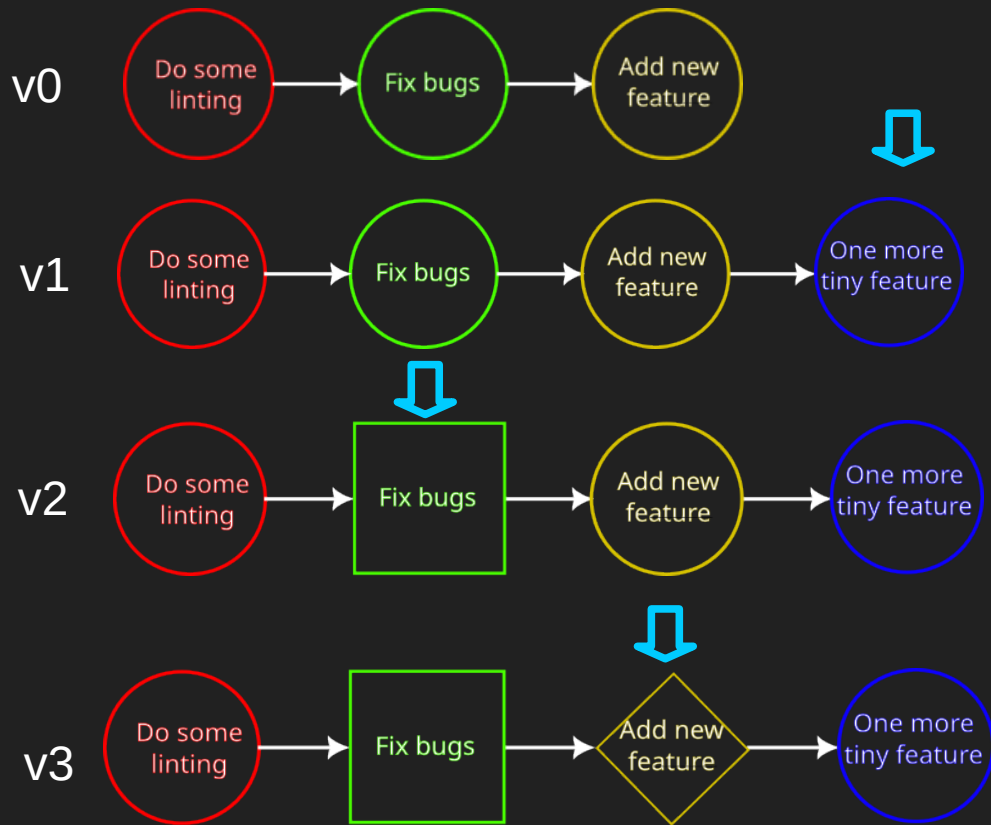 v0
Do some
linting
Fix bugs
Add new
feature
v1
Do some
linting
Fix bugs
Add new
feature
One more
tiny feature
v2
Do some
linting
Fix bugs
Add new
feature
One more
tiny feature
v3
Do some
linting
Fix bugs
Add new
feature
One more
tiny feature